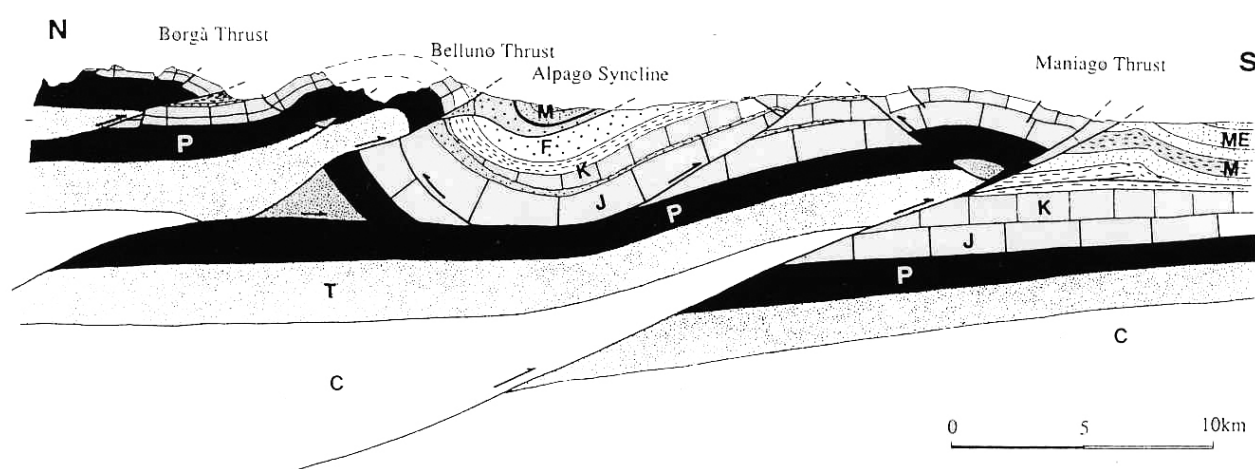 N
S
Borgà Thrust
Belluno Thrust
Alpago Syncline
Maniago Thrust
M
F
K
J
P
P
T
C
ME
M
K
J
P
C
0 5 10km